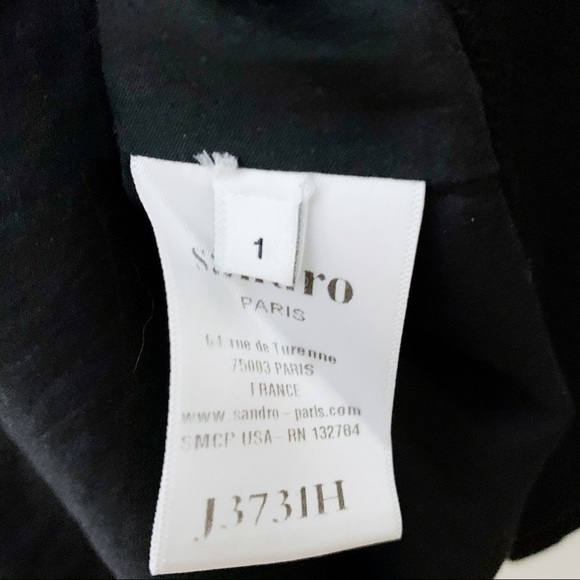 1
sandro
PARIS
61 rue de Turenne
75003 PARIS
FRANCE
www.sandro-paris.com
SMCP USA - RN 132784
J3731H